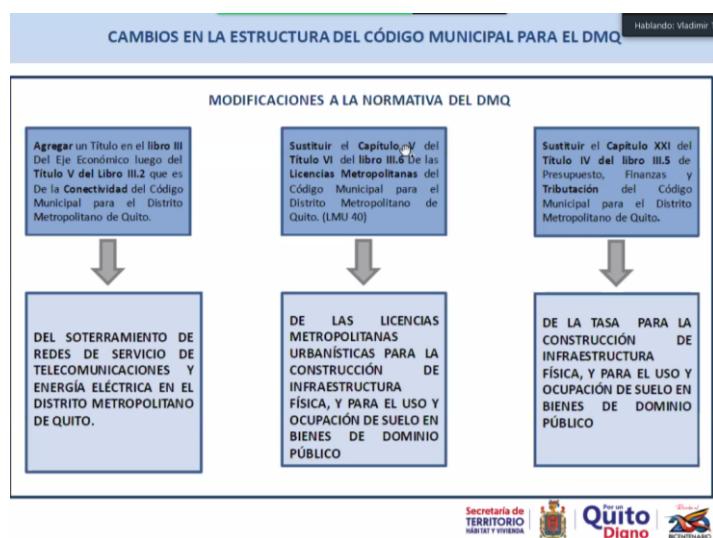 Hablando: Vladimir
CAMBIOS EN LA ESTRUCTURA DEL CÓDIGO MUNICIPAL PARA EL DMQ
MODIFICACIONES A LA NORMATIVA DEL DMQ
Agregar un Título en el libro III
Del Eje Económico luego del
Título V del Libro III.2 que es
De la Conectividad del Código
Municipal para el Distrito
Metropolitano de Quito.
Sustituir el Capítulo V del
Título VI del libro III.6 De las
Licencias Metropolitanas del
Código Municipal para el
Distrito Metropolitano de
Quito. (LMU 40)
Sustituir el Capítulo XXI del
Título IV del libro III.5 de
Presupuesto, Finanzas y
Tributación del Código
Municipal para el Distrito
Metropolitano de Quito.
DEL SOTERRAMIENTO DE
REDES DE SERVICIO DE
TELECOMUNICACIONES Y
ENERGÍA ELÉCTRICA EN EL
DISTRITO METROPOLITANO
DE QUITO.
DE LAS LICENCIAS
METROPOLITANAS
URBANÍSTICAS PARA LA
CONSTRUCCIÓN DE
INFRAESTRUCTURA
FÍSICA, Y PARA EL USO Y
OCUPACIÓN DE SUELO EN
BIENES DE DOMINIO
PÚBLICO
DE LA TASA PARA LA
CONSTRUCCIÓN DE
INFRAESTRUCTURA
FÍSICA, Y PARA EL USO Y
OCUPACIÓN DE SUELO EN
BIENES DE DOMINIO
PÚBLICO
Secretaría de
TERRITORIO
HÁBITAT Y VIVIENDA
Por un
Quito
Digno
BICENTENARIO